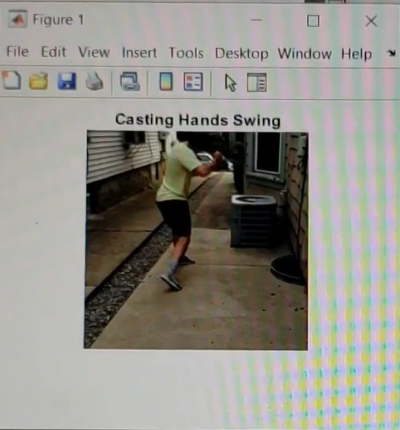 Figure 1
File Edit View Insert Tools Desktop Window Help
Casting Hands Swing